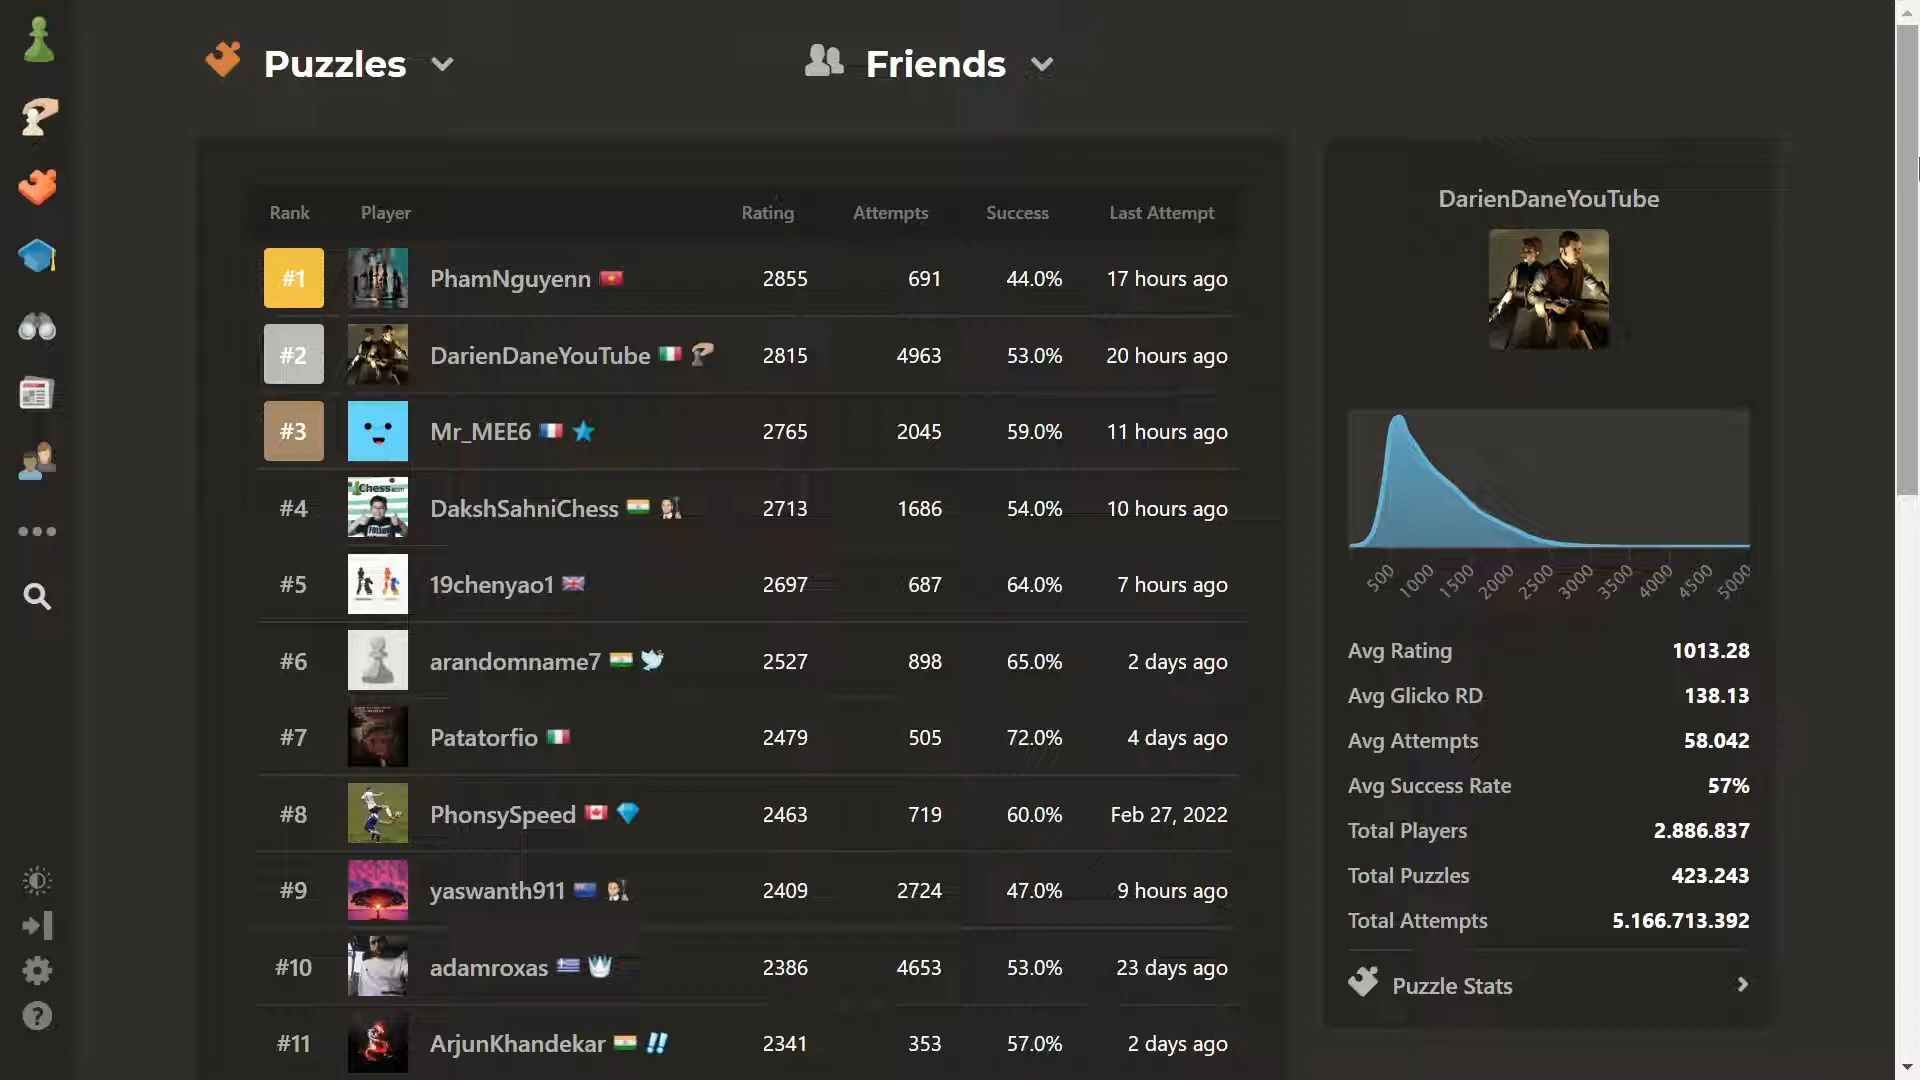 Puzzles
Friends
Rank Player Rating Attempts Success Last Attempt
#1 PhamNguyenn 2855 691 44.0% 17 hours ago
#2 DarienDaneYouTube 2815 4963 53.0% 20 hours ago
#3 Mr_MEE6 2765 2045 59.0% 11 hours ago
#4 DakshSahniChess 2713 1686 54.0% 10 hours ago
#5 19chenyao1 2697 687 64.0% 7 hours ago
#6 arandomname7 2527 898 65.0% 2 days ago
#7 Patatorfio 2479 505 72.0% 4 days ago
#8 PhonsySpeed 2463 719 60.0% Feb 27, 2022
#9 yaswanth911 2409 2724 47.0% 9 hours ago
#10 adamroxas 2386 4653 53.0% 23 days ago
#11 ArjunKhandekar 2341 353 57.0% 2 days ago
DarienDaneYouTube
500 1000 1500 2000 2500 3000 3500 4000 4500 5000
Avg Rating 1013.28
Avg Glicko RD 138.13
Avg Attempts 58.042
Avg Success Rate 57%
Total Players 2.886.837
Total Puzzles 423.243
Total Attempts 5.166.713.392
Puzzle Stats